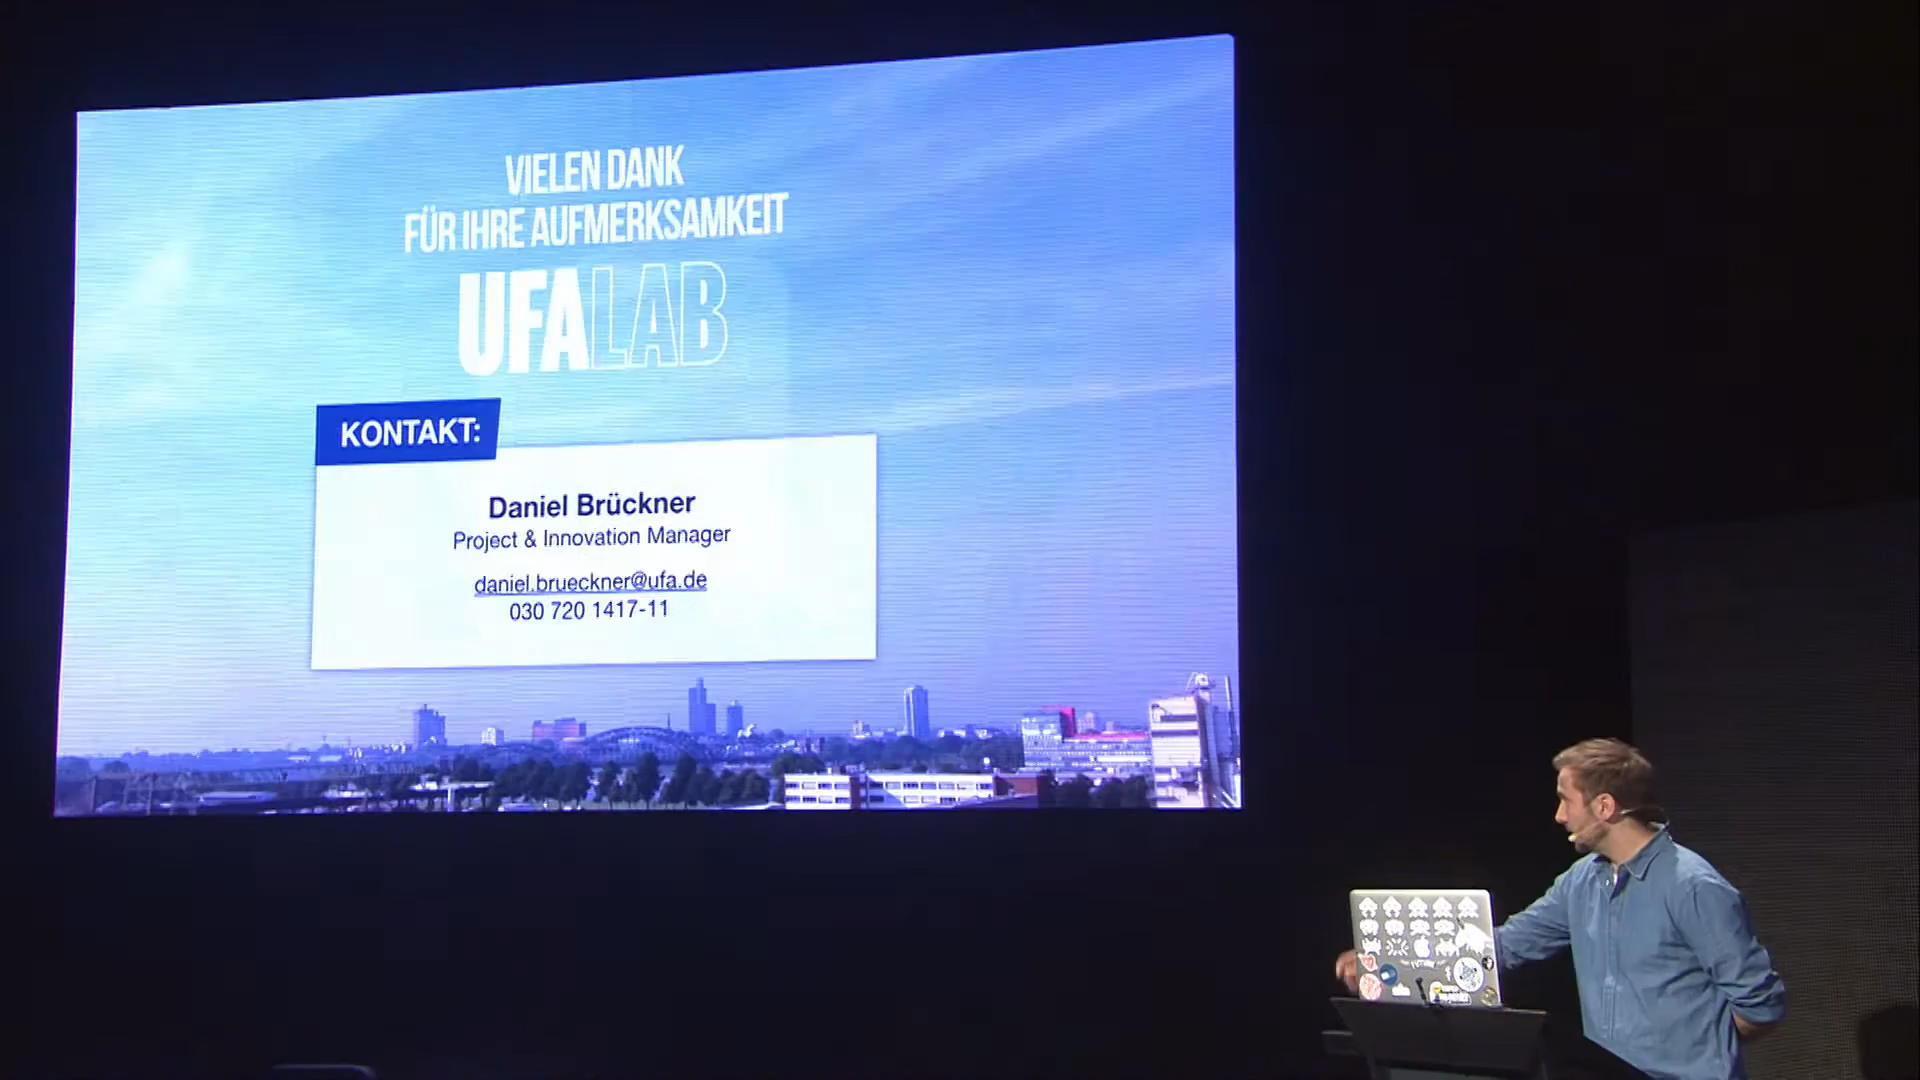 VIELEN DANK
FÜR IHRE AUFMERKSAMKEIT
UFALAB
KONTAKT:
Daniel Brückner
Project & Innovation Manager
daniel.brueckner@ufa.de
030 720 1417-11